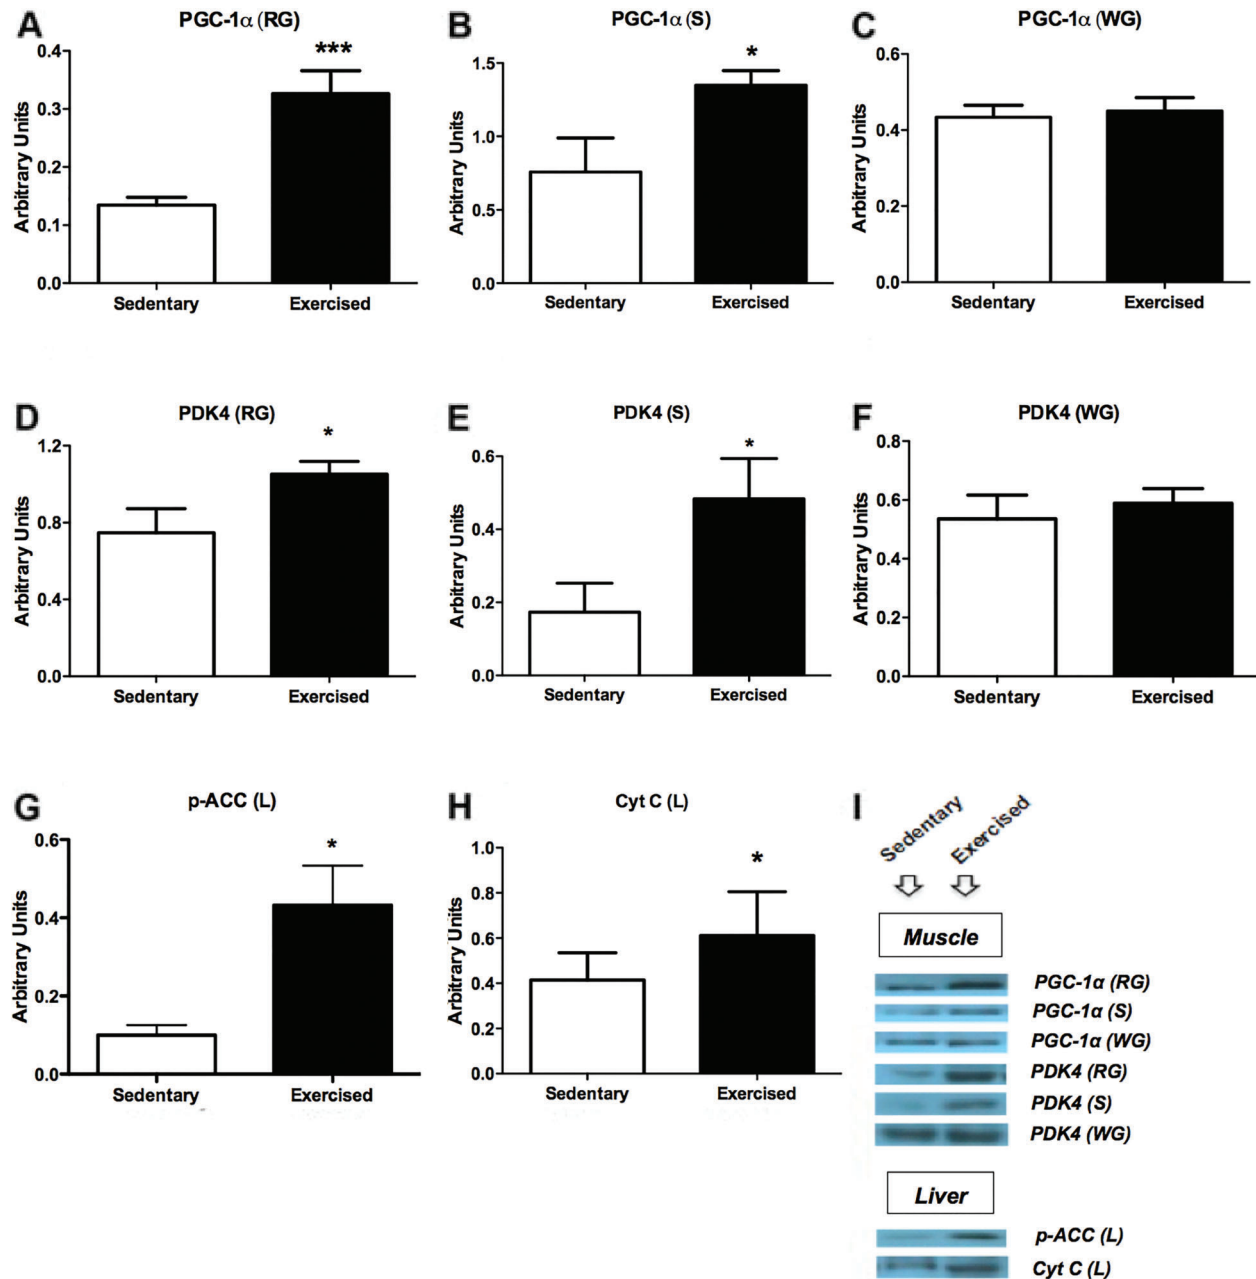 A
PGC-1α (RG)
***
Arbitrary Units
0.4
0.3
0.2
0.1
0.0
Sedentary
Exercised
B
PGC-1α (S)
*
Arbitrary Units
1.5
1.0
0.5
0.0
Sedentary
Exercised
C
PGC-1α (WG)
Arbitrary Units
0.6
0.4
0.2
0.0
Sedentary
Exercised
D
PDK4 (RG)
*
Arbitrary Units
1.2
0.8
0.4
0.0
Sedentary
Exercised
E
PDK4 (S)
*
Arbitrary Units
0.6
0.4
0.2
0.0
Sedentary
Exercised
F
PDK4 (WG)
Arbitrary Units
0.8
0.6
0.4
0.2
0.0
Sedentary
Exercised
G
p-ACC (L)
*
Arbitrary Units
0.6
0.4
0.2
0.0
Sedentary
Exercised
H
Cyt C (L)
*
Arbitrary Units
1.0
0.8
0.6
0.4
0.2
0.0
Sedentary
Exercised
I
Sedentary
Exercised
Muscle
PGC-1α (RG)
PGC-1α (S)
PGC-1α (WG)
PDK4 (RG)
PDK4 (S)
PDK4 (WG)
Liver
p-ACC (L)
Cyt C (L)